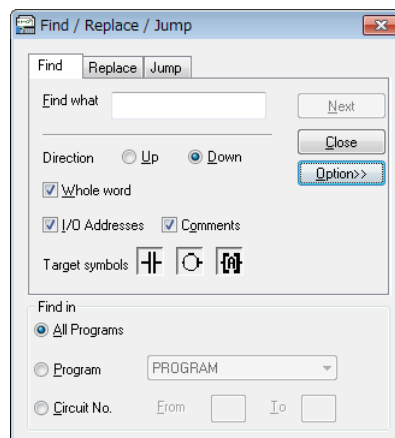 Find / Replace / Jump
Find Replace Jump
Find what
Next
Close
Direction Up Down
Option>>
Whole word
I/O Addresses Comments
Target symbols [A]
Find in
All Programs
Program PROGRAM
Circuit No. From To